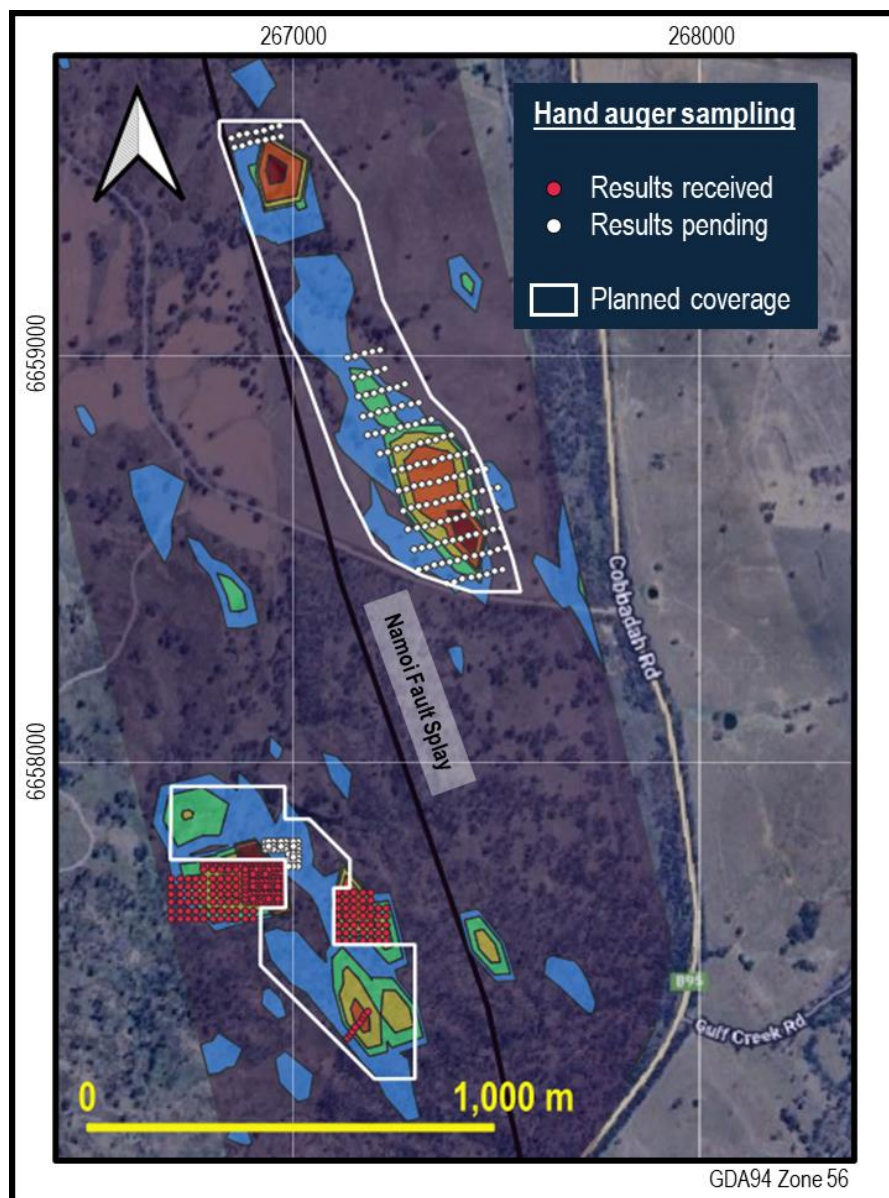 267000
268000
Hand auger sampling
Results received
Results pending
Planned coverage
6659000
Cobbadah Rd
Namoi Fault Splay
6658000
B95
Gulf Creek Rd
0
1,000 m
GDA94 Zone 56